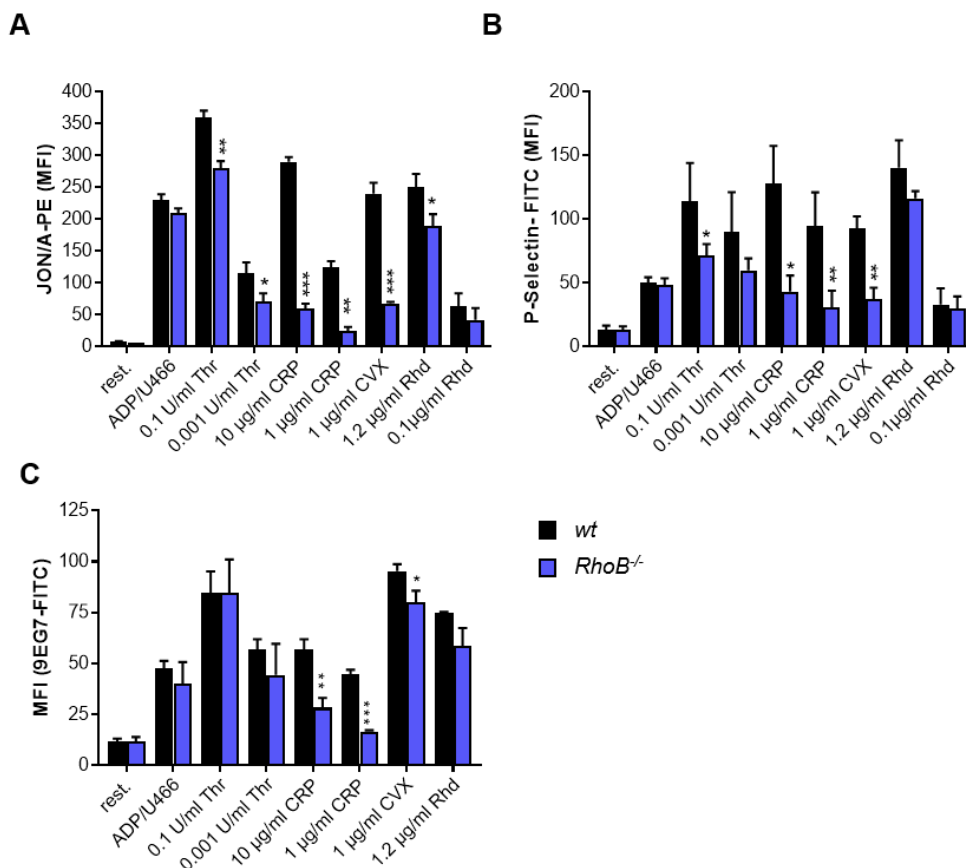 A
JON/A-PE (MFI)
400
350
300
250
200
150
100
50
0
**
*
***
**
***
*
rest.
ADP/U466
0.1 U/ml Thr
0.001 U/ml Thr
10 µg/ml CRP
1 µg/ml CRP
1 µg/ml CVX
1.2 µg/ml Rhd
0.1µg/ml Rhd
B
P-Selectin- FITC (MFI)
200
150
100
50
0
*
*
**
**
rest.
ADP/U466
0.1 U/ml Thr
0.001 U/ml Thr
10 µg/ml CRP
1 µg/ml CRP
1 µg/ml CVX
1.2 µg/ml Rhd
0.1µg/ml Rhd
C
MFI (9EG7-FITC)
125
100
75
50
25
0
**
***
*
rest.
ADP/U466
0.1 U/ml Thr
0.001 U/ml Thr
10 µg/ml CRP
1 µg/ml CRP
1 µg/ml CVX
1.2 µg/ml Rhd
wt
RhoB-/-